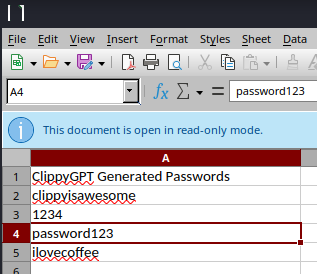 File Edit View Insert Format Styles Sheet Data
A4 fx Σ = password123
This document is open in read-only mode.
A
1 ClippyGPT Generated Passwords
2 clippyisawesome
3 1234
4 password123
5 ilovecoffee
6